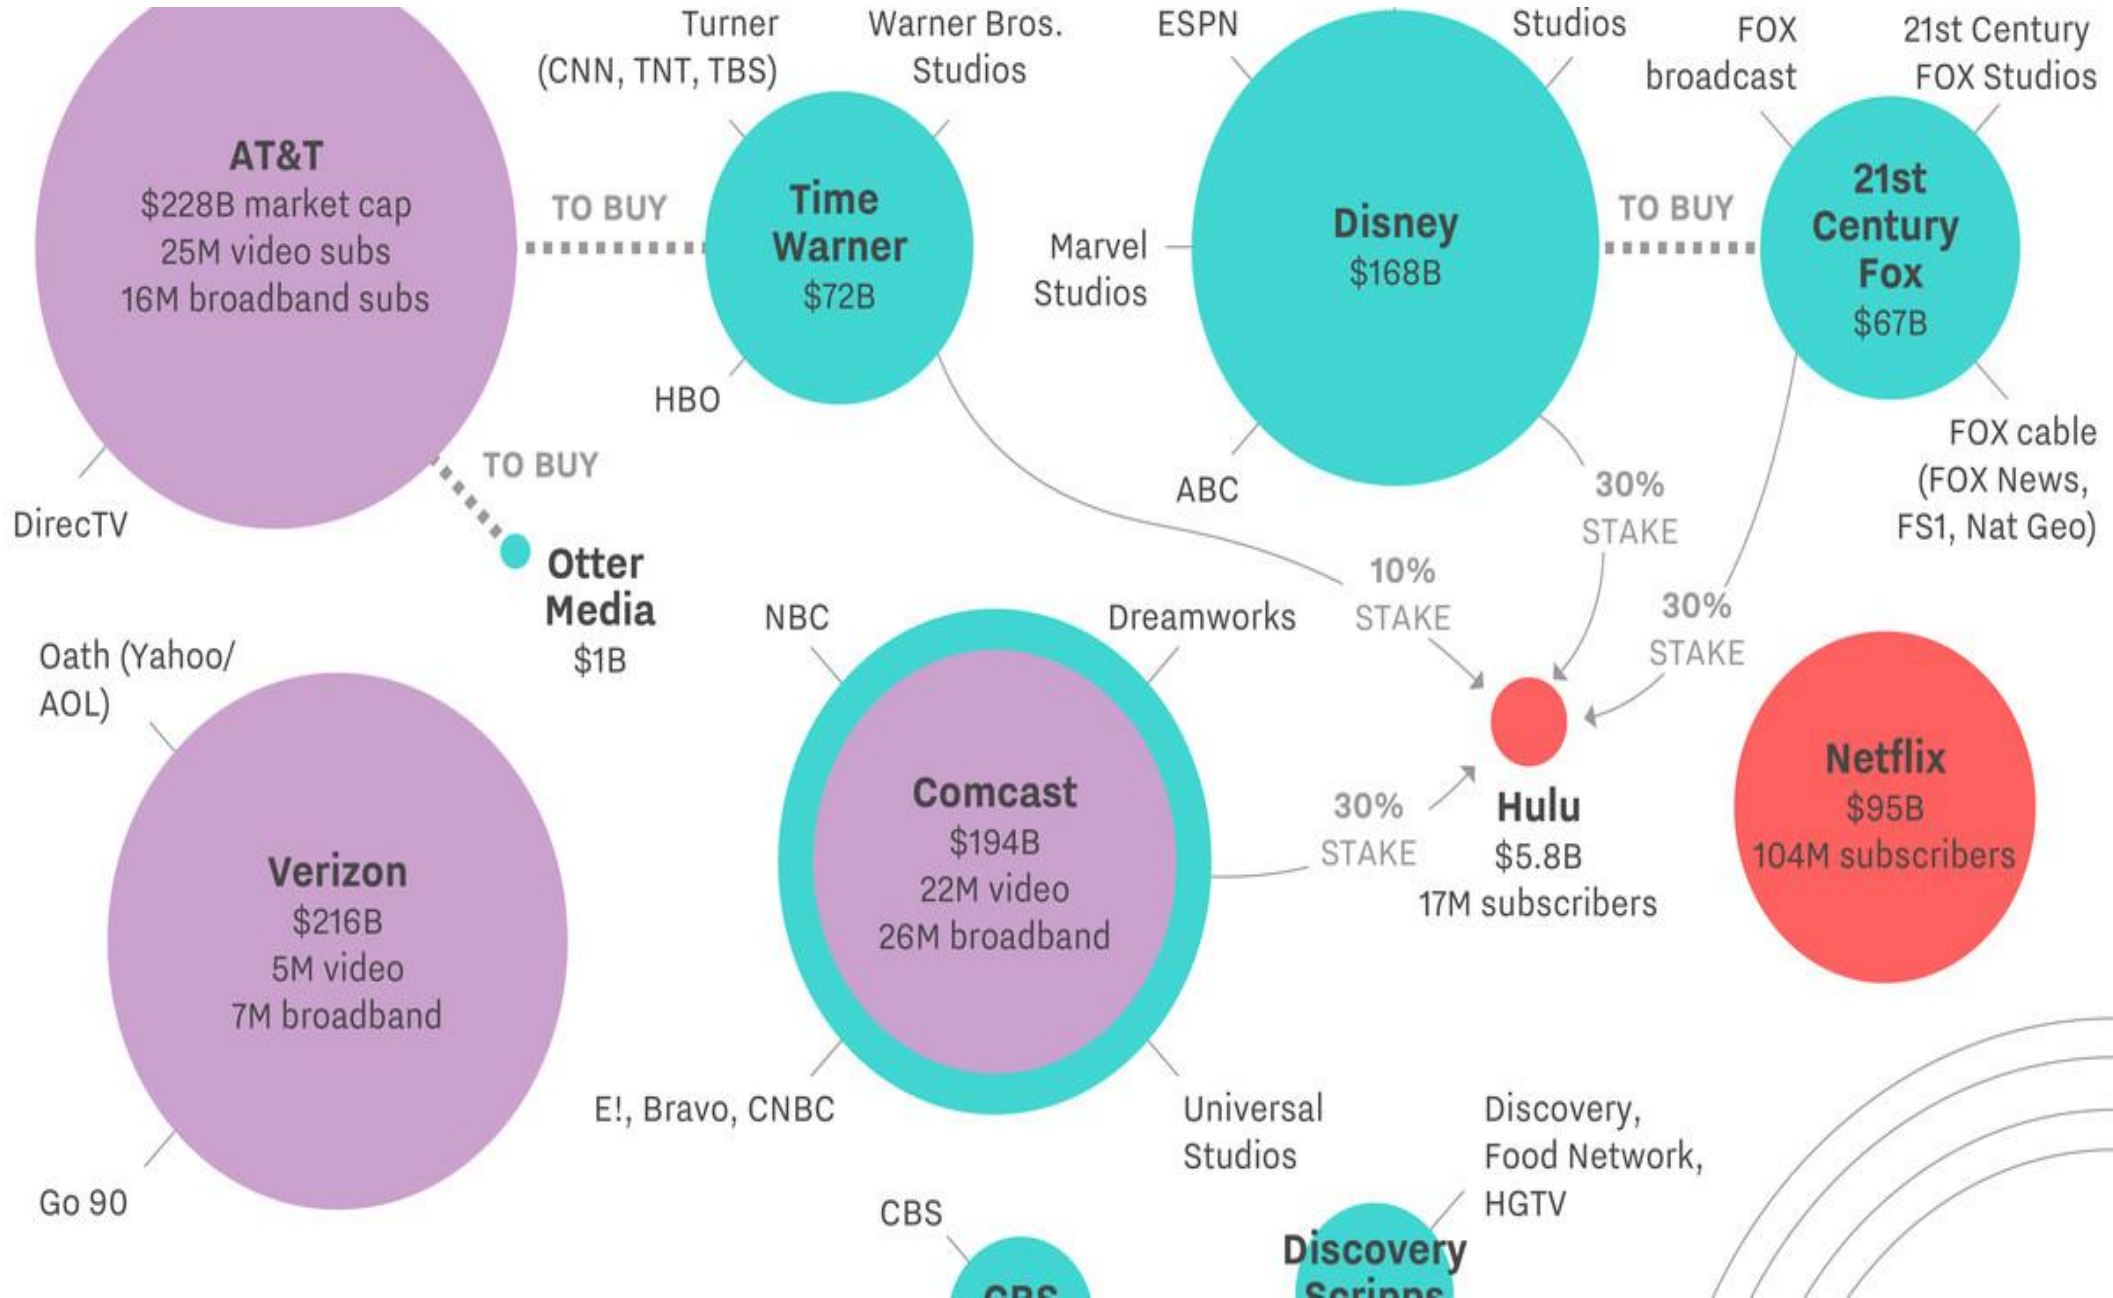 Turner
(CNN, TNT, TBS)
Warner Bros.
Studios
ESPN
Studios
FOX
broadcast
21st Century
FOX Studios
AT&T
$228B market cap
25M video subs
16M broadband subs
TO BUY
Time
Warner
$72B
Marvel
Studios
Disney
$168B
TO BUY
21st
Century
Fox
$67B
HBO
ABC
FOX cable
(FOX News,
FS1, Nat Geo)
DirecTV
TO BUY
Otter
Media
$1B
30%
STAKE
10%
STAKE
30%
STAKE
Oath (Yahoo/
AOL)
NBC
Dreamworks
Verizon
$216B
5M video
7M broadband
Comcast
$194B
22M video
26M broadband
30%
STAKE
Hulu
$5.8B
17M subscribers
Netflix
$95B
104M subscribers
E!, Bravo, CNBC
Universal
Studios
Discovery,
Food Network,
HGTV
Go 90
CBS
CBS
Discovery
Scripps